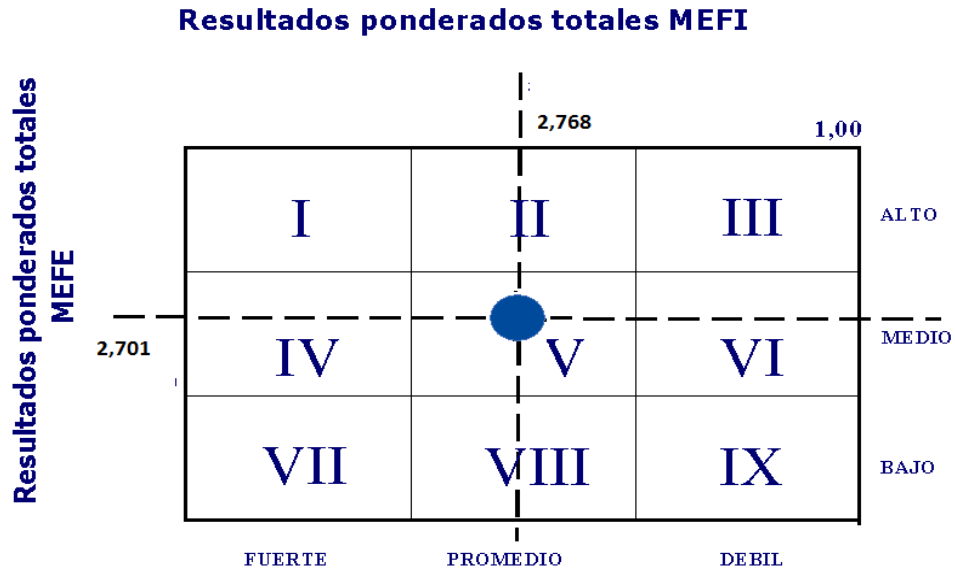 Resultados ponderados totales MEFI
Resultados ponderados totales
MEFE
2,768
1,00
I
II
III
ALTO
2,701
IV
V
VI
MEDIO
VII
VIII
IX
BAJO
FUERTE
PROMEDIO
DEBIL